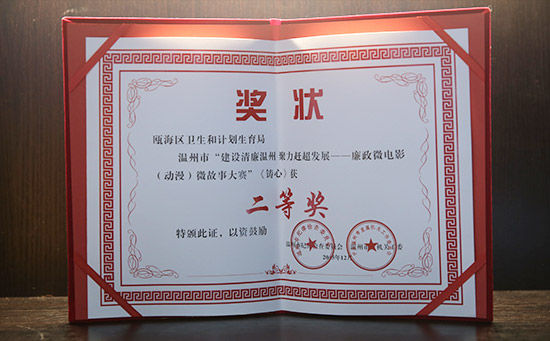 奖状
瓯海区卫生和计划生育局
温州市“建设清廉温州 聚力赶超发展——廉政微电影
（动漫）微故事大赛”《铸心》获
二等奖
特颁此证，以资鼓励